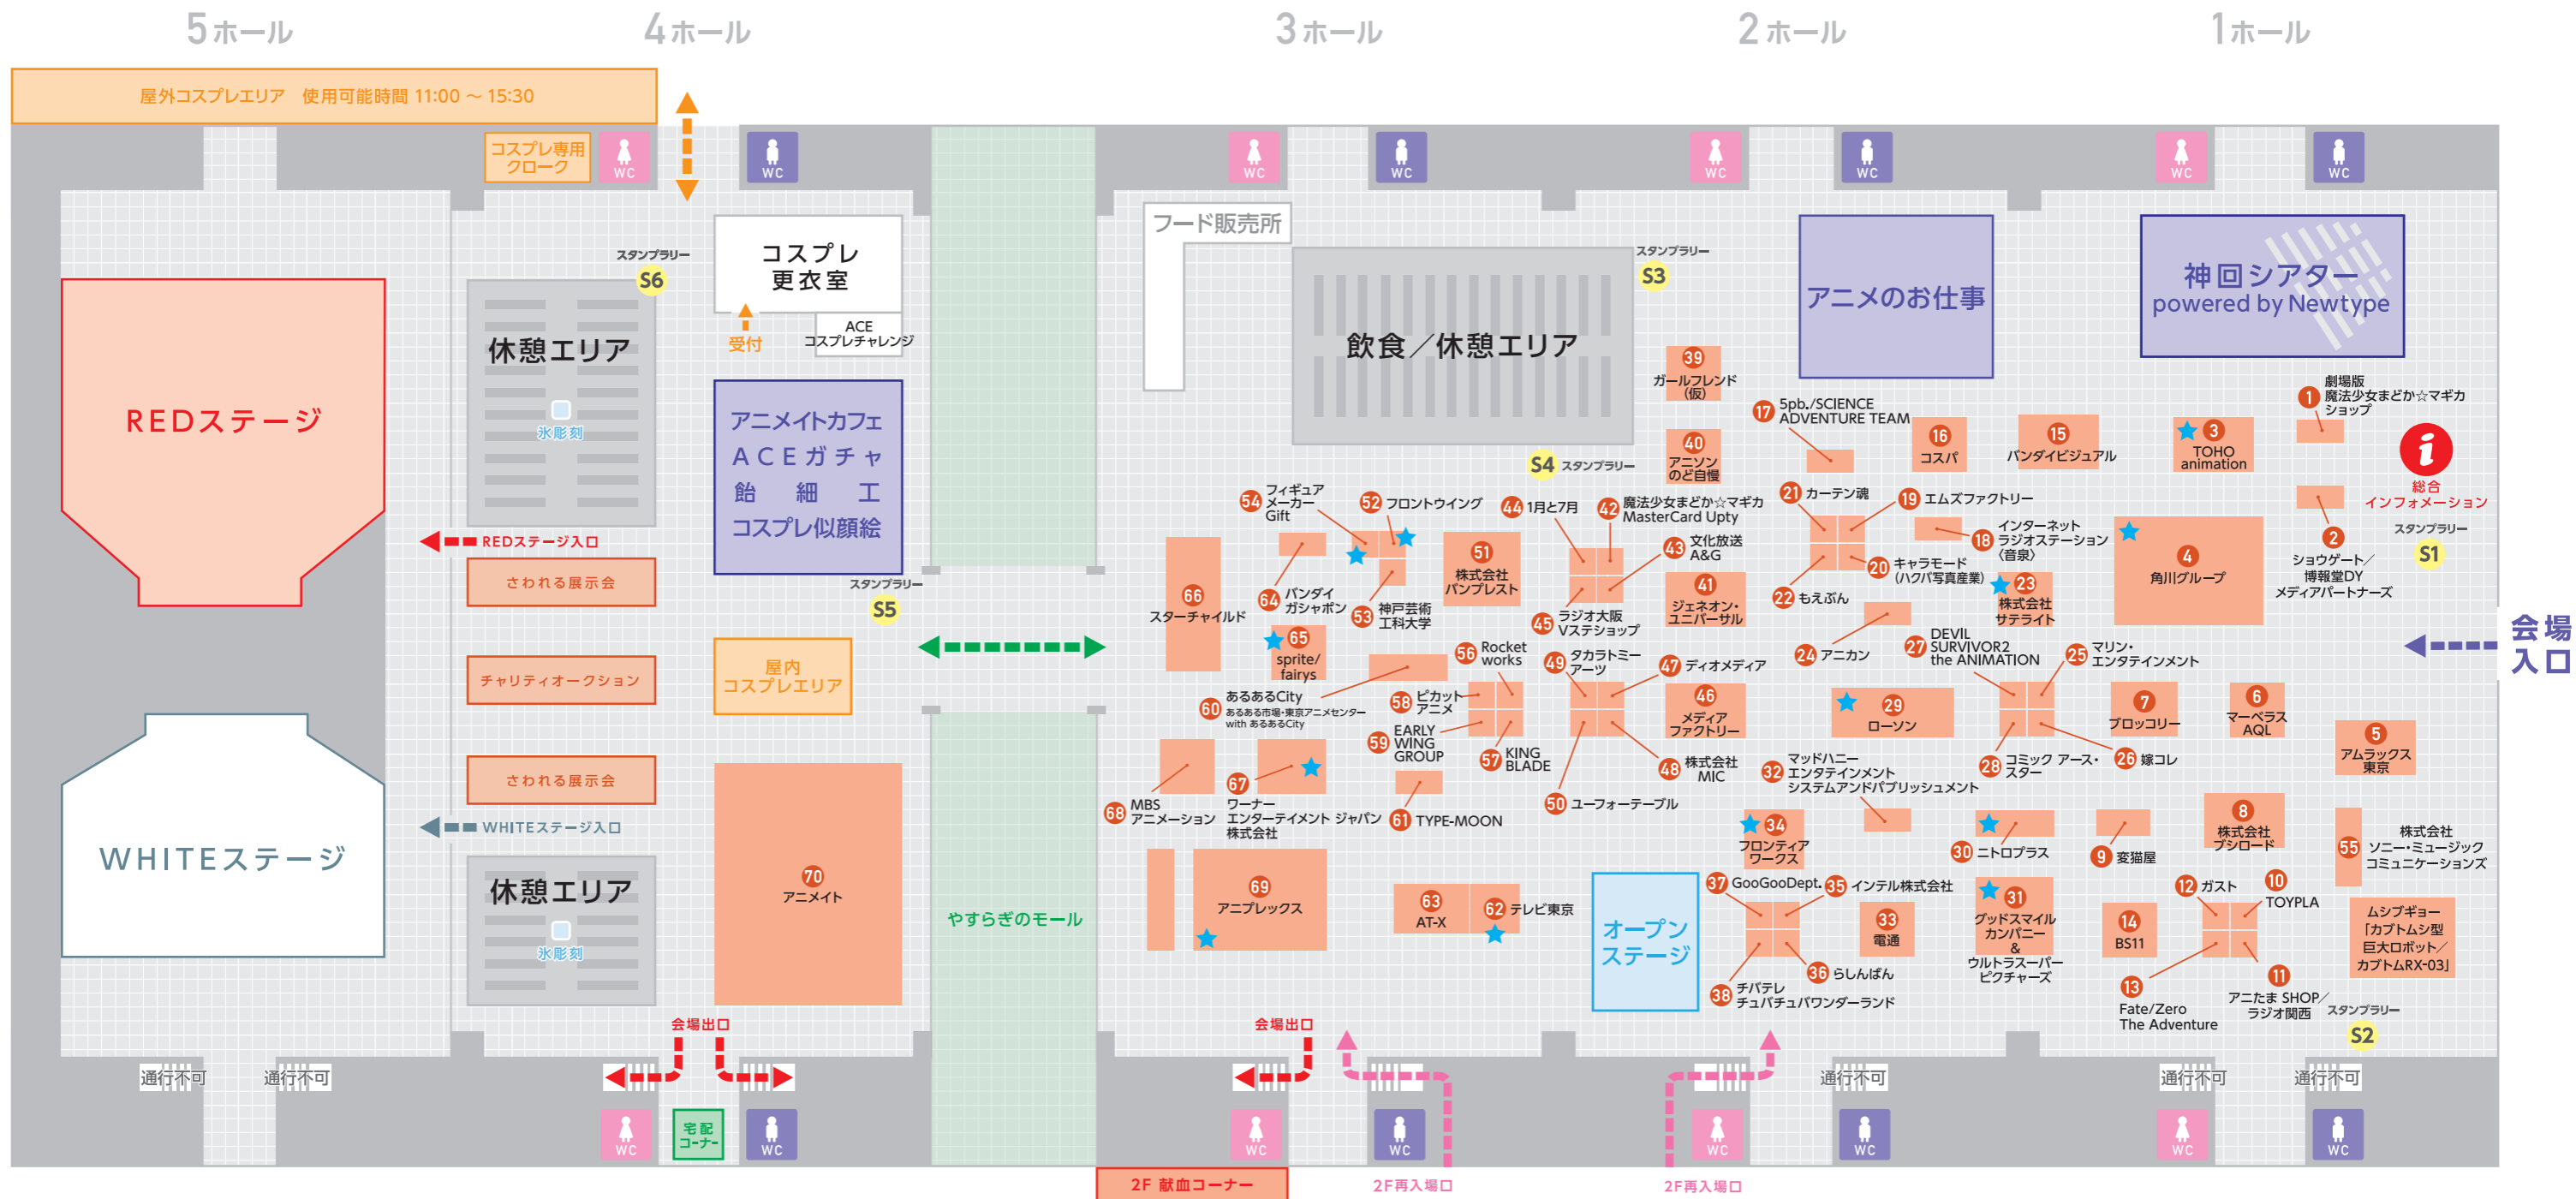 5ホール
4ホール
3ホール
2ホール
1ホール
屋外コスプレエリア　使用可能時間 11:00 ～ 15:30
コスプレ専用
クローク
WC
WC
WC
WC
WC
WC
WC
WC
フード販売所
コスプレ
更衣室
受付
ACE
コスプレチャレンジ
スタンプラリー
S6
休憩エリア
氷彫刻
REDステージ
アニメイトカフェ
ACEガチャ
飴細工
コスプレ似顔絵
スタンプラリー
S5
REDステージ入口
さわれる展示会
チャリティオークション
さわれる展示会
WHITEステージ入口
WHITEステージ
屋内
コスプレエリア
休憩エリア
氷彫刻
70
アニメイト
やすらぎのモール
飲食／休憩エリア
スタンプラリー
S3
S4
スタンプラリー
アニメのお仕事
神回シアター
powered by Newtype
1
劇場版
魔法少女まどか☆マギカ
ショップ
総合
インフォメーション
スタンプラリー
S1
2
ショウゲート／
博報堂DY
メディアパートナーズ
会場
入口
3
TOHO
animation
4
角川グループ
5
アムラックス
東京
6
マーベラス
AQL
7
ブロッコリー
8
株式会社
ブシロード
9
変猫屋
10
TOYPLA
11
アニたま SHOP／
ラジオ関西
12
ガスト
13
Fate/Zero
The Adventure
14
BS11
15
バンダイビジュアル
16
コスパ
17
5pb./SCIENCE
ADVENTURE TEAM
18
インターネット
ラジオステーション
〈音泉〉
19
エムズファクトリー
20
キャラモード
(ハクバ写真産業)
21
カーテン魂
22
もえぶん
23
株式会社
サテライト
24
アニカン
25
マリン・
エンタテインメント
26
嫁コレ
27
DEVIL
SURVIVOR2
the ANIMATION
28
コミック アース・
スター
29
ローソン
30
ニトロプラス
31
グッドスマイル
カンパニー
&
ウルトラスーパー
ピクチャーズ
32
マッドハニー
エンタテインメント
システムアンドパブリッシュメント
33
電通
34
フロンティア
ワークス
35
インテル株式会社
36
らしんばん
37
GooGooDept.
38
チバテレ
チュバチュバワンダーランド
39
ガールフレンド
(仮)
40
アニソン
のど自慢
41
ジェネオン・
ユニバーサル
42
魔法少女まどか☆マギカ
MasterCard Upty
43
文化放送
A&G
44
1月と7月
45
ラジオ大阪
Vステショップ
46
メディア
ファクトリー
47
ディオメディア
48
株式会社
MIC
49
タカラトミー
アーツ
50
ユーフォーテーブル
51
株式会社
バンプレスト
52
フロントウイング
53
神戸芸術
工科大学
54
フィギュア
メーカー
Gift
55
株式会社
ソニー・ミュージック
コミュニケーションズ
56
Rocket
works
57
KING
BLADE
58
ピカット
アニメ
59
EARLY
WING
GROUP
60
あるあるCity
あるある市場・東京アニメセンター
with あるあるCity
61
TYPE-MOON
62
テレビ東京
63
AT-X
64
バンダイ
ガシャポン
65
sprite/
fairys
66
スターチャイルド
67
ワーナー
エンターテイメント ジャパン
株式会社
68
MBS
アニメーション
69
アニプレックス
オープン
ステージ
ムシブギョー
「カブトムシ型
巨大ロボット／
カブトムRX-03」
スタンプラリー
S2
会場出口
会場出口
通行不可
通行不可
通行不可
通行不可
通行不可
WC
宅配
コーナー
WC
WC
WC
WC
WC
WC
WC
2F 献血コーナー
2F再入場口
2F再入場口